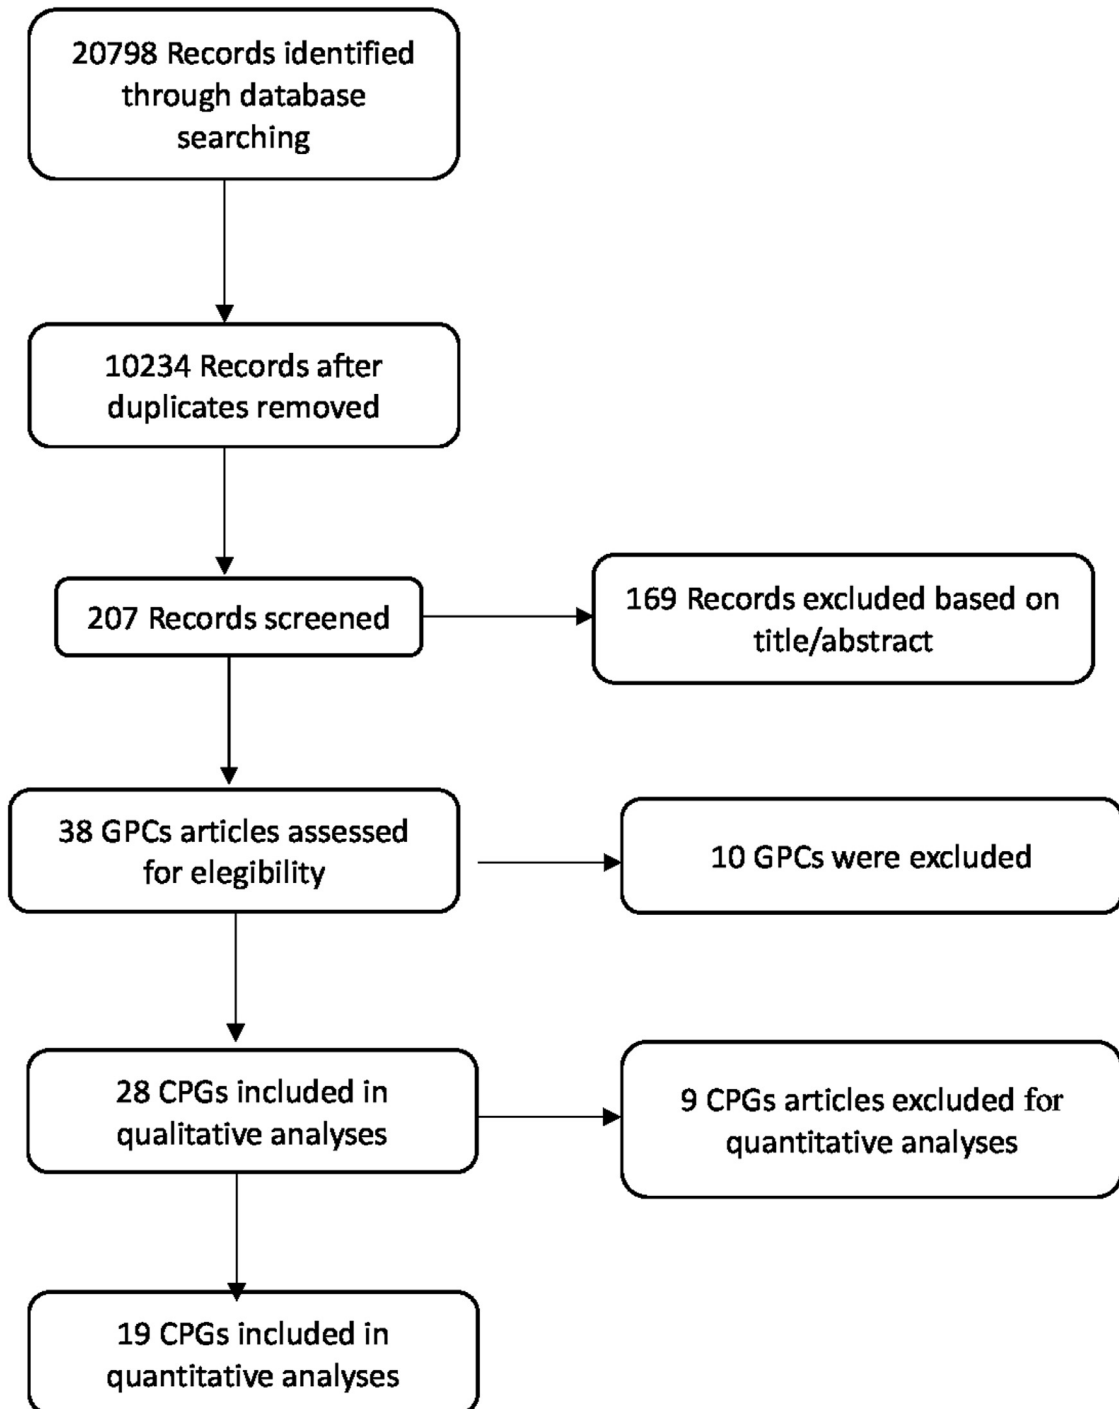 20798 Records identified
through database
searching
10234 Records after
duplicates removed
207 Records screened
169 Records excluded based on
title/abstract
38 GPCs articles assessed
for elegibility
10 GPCs were excluded
28 CPGs included in
qualitative analyses
9 CPGs articles excluded for
quantitative analyses
19 CPGs included in
quantitative analyses